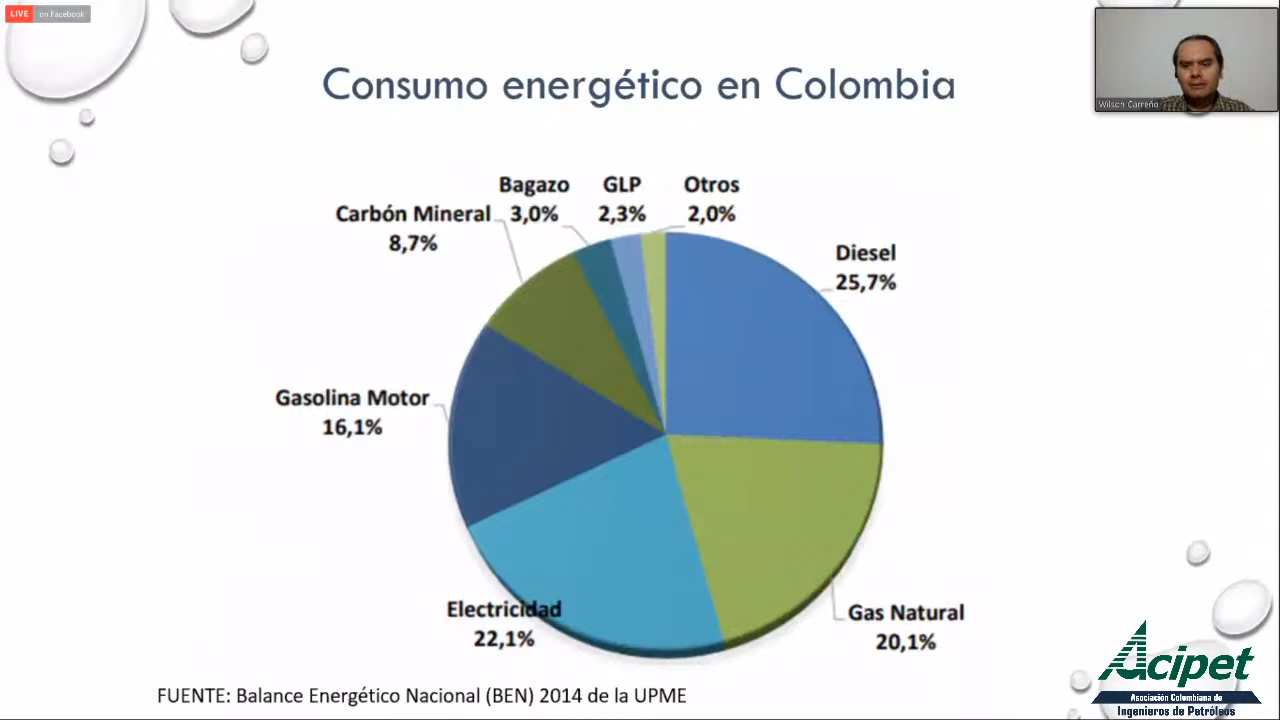 LIVE on Facebook
Consumo energético en Colombia
Wilson Carreño
Bagazo
3,0%
GLP
2,3%
Otros
2,0%
Carbón Mineral
8,7%
Diesel
25,7%
Gasolina Motor
16,1%
Electricidad
22,1%
Gas Natural
20,1%
FUENTE: Balance Energético Nacional (BEN) 2014 de la UPME
Acipet
Asociación Colombiana de
Ingenieros de Petróleos